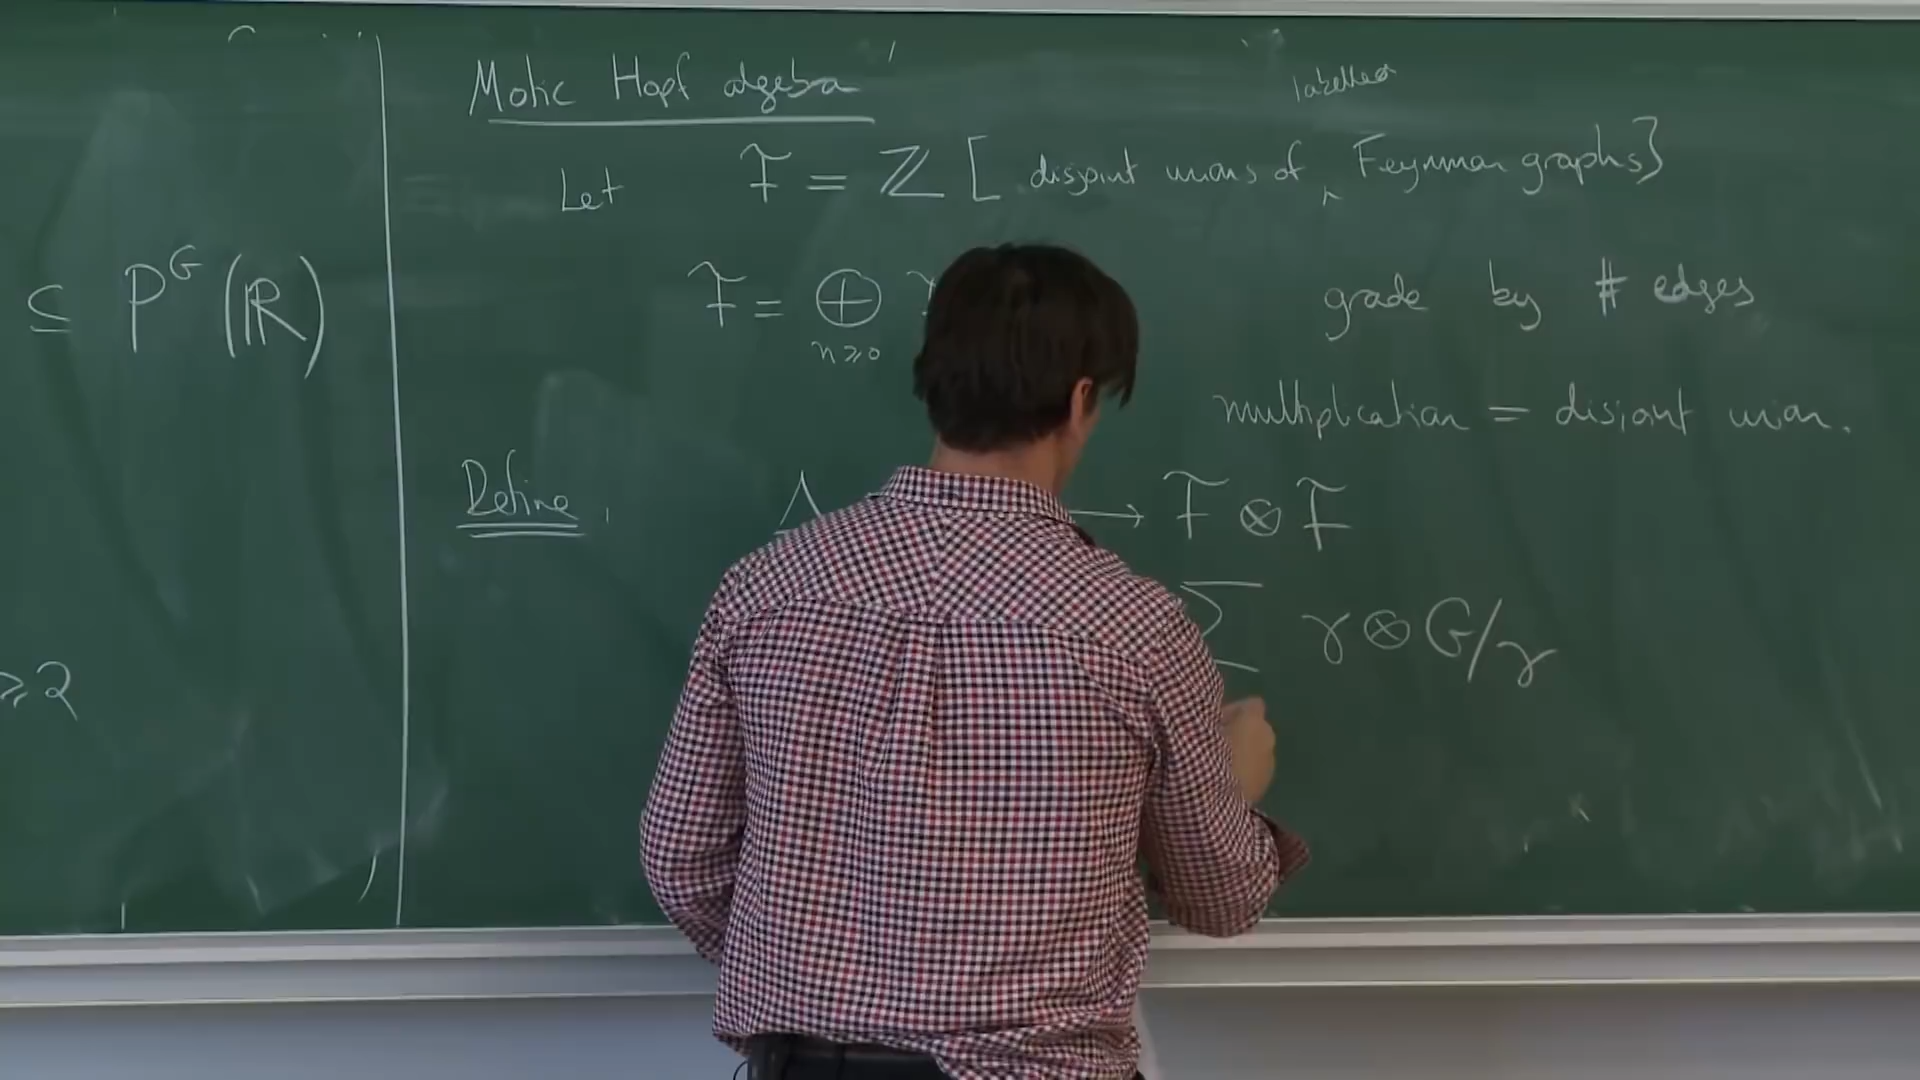 ⊆ P^G (ℝ)
≥2
Motic Hopf algebra
labelled
Let F = ℤ [ disjoint unions of ‸ Feynman graphs]
F = ⊕ n≥0
grade by # edges
multiplication = disjoint union.
Define Δ → F ⊗ F
∑ γ ⊗ G/γ